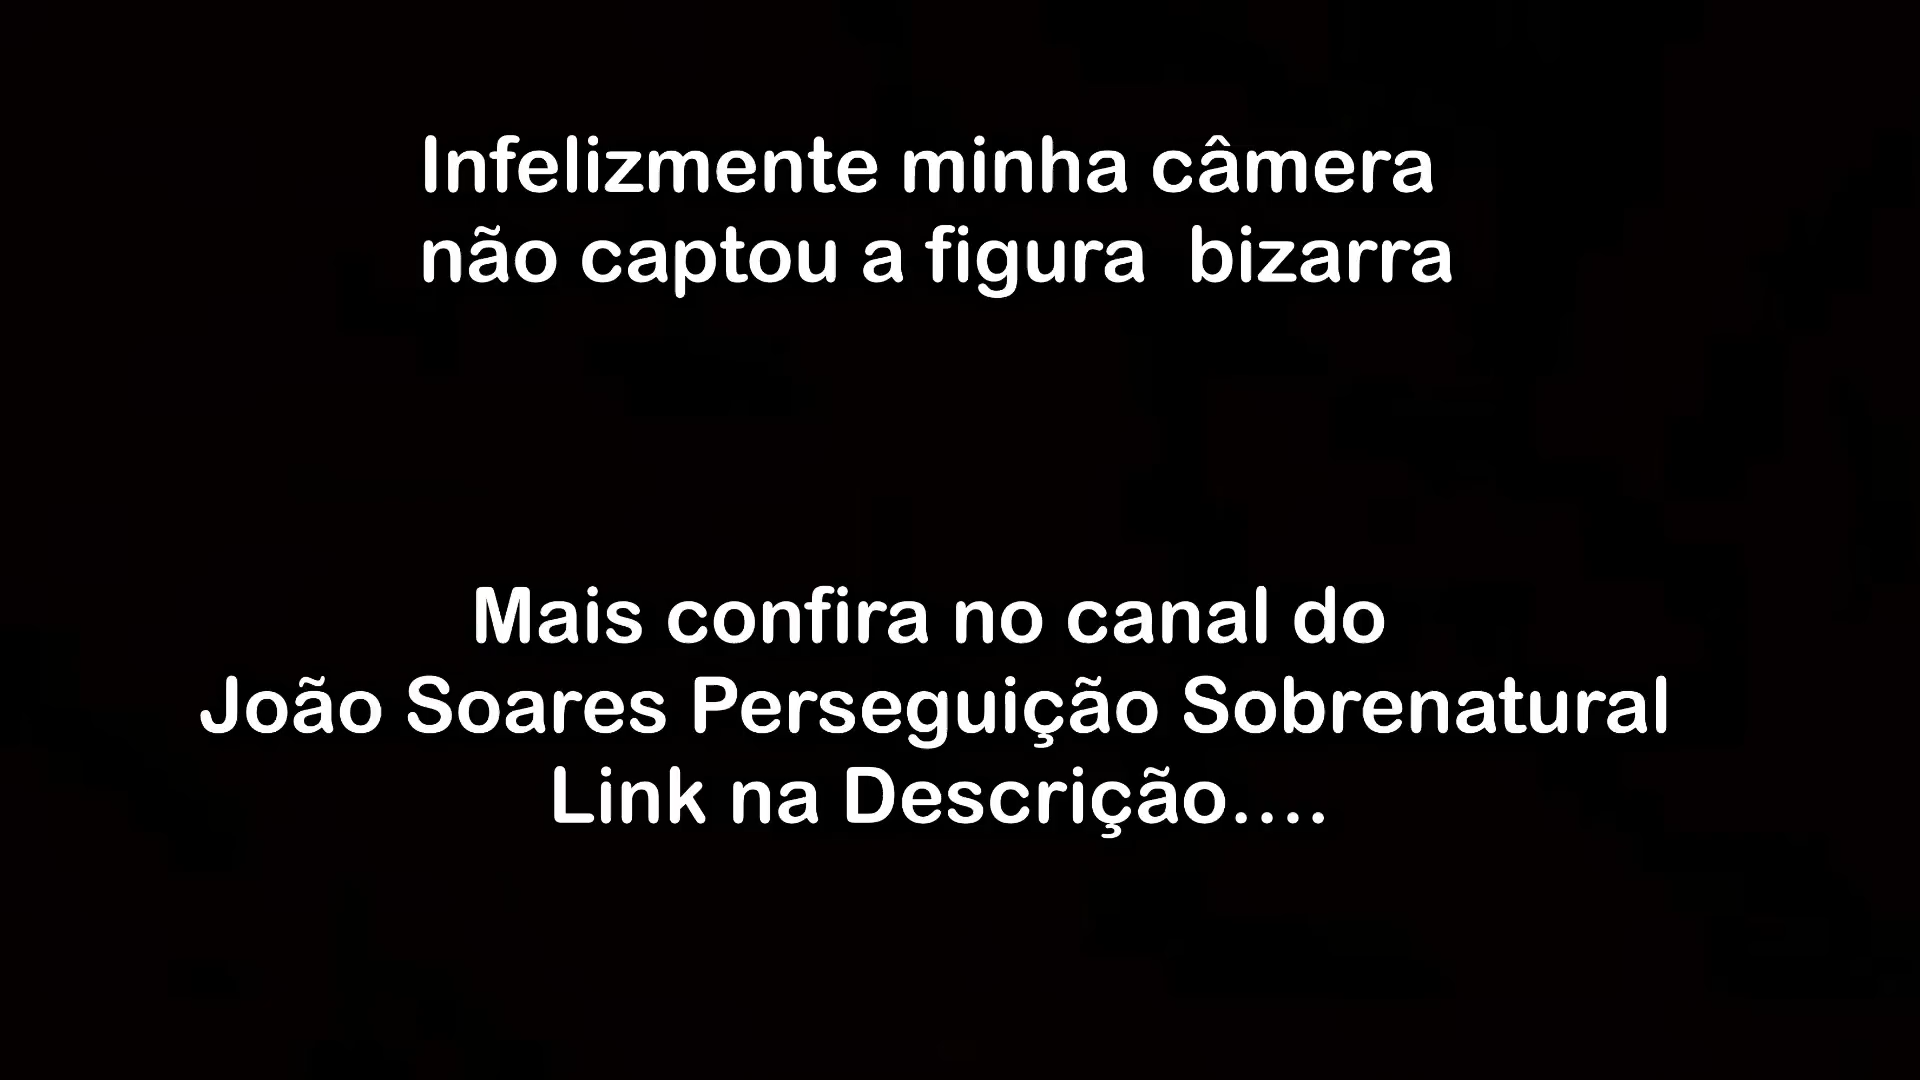 Infelizmente minha câmera
não captou a figura  bizarra
Mais confira no canal do
João Soares Perseguição Sobrenatural
Link na Descrição....